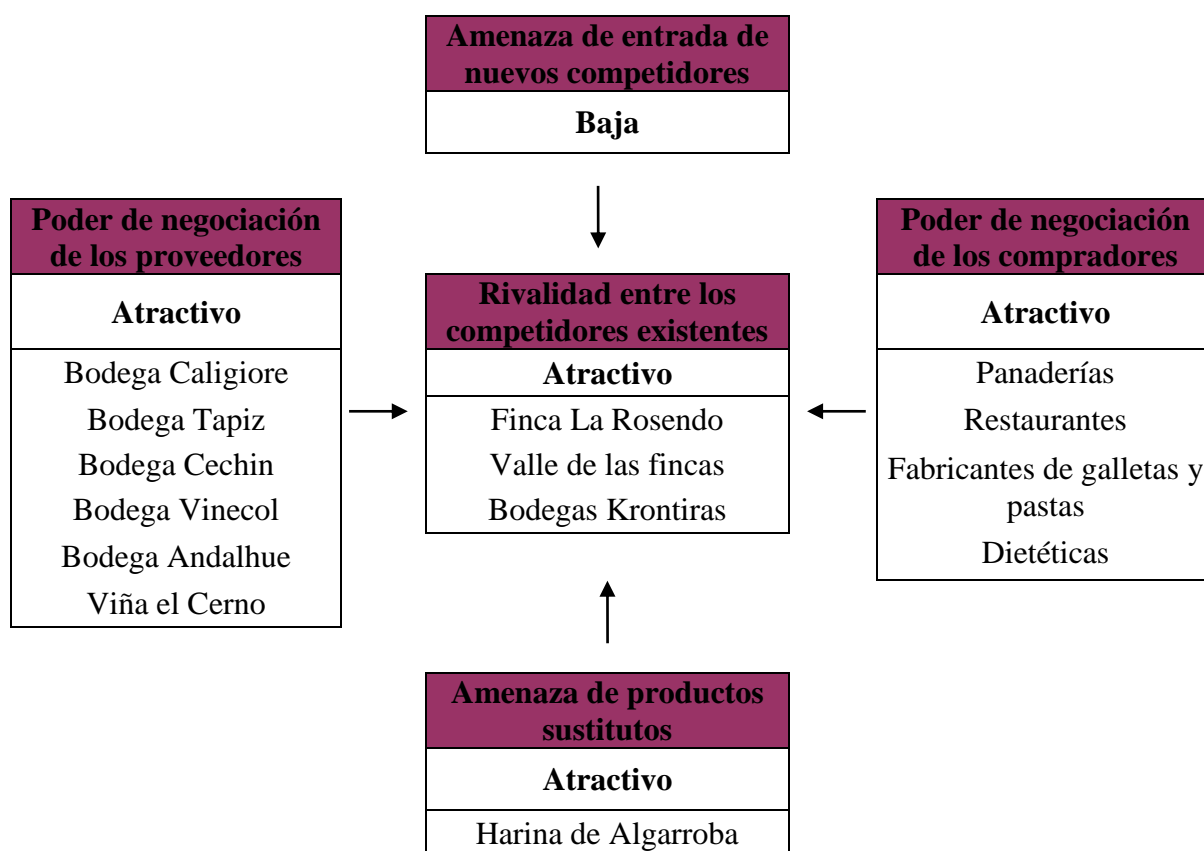 Amenaza de entrada de
nuevos competidores
Baja
Poder de negociación
de los proveedores
Atractivo
Bodega Caligiore
Bodega Tapiz
Bodega Cechin
Bodega Vinecol
Bodega Andalhue
Viña el Cerno
Rivalidad entre los
competidores existentes
Atractivo
Finca La Rosendo
Valle de las fincas
Bodegas Krontiras
Poder de negociación
de los compradores
Atractivo
Panaderías
Restaurantes
Fabricantes de galletas y
pastas
Dietéticas
Amenaza de productos
sustitutos
Atractivo
Harina de Algarroba